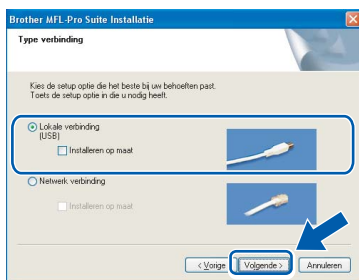 Brother MFL-Pro Suite Installatie
Type verbinding
Kies de setup optie die het beste bij uw behoeften past.
Toets de setup optie in die u nodig heeft.
Lokale verbinding
(USB)
Installeren op maat
Netwerk verbinding
Installeren op maat
< Vorige
Volgende >
Annuleren